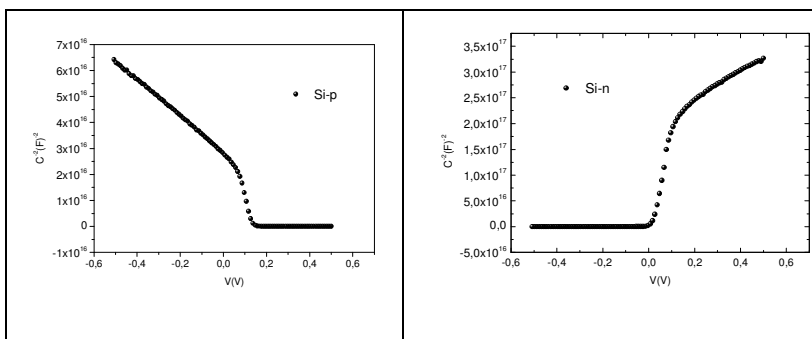 7x10^16
6x10^16
5x10^16
4x10^16
3x10^16
2x10^16
1x10^16
0
-1x10^16
C^-2(F)^-2
Si-p
-0,6 -0,4 -0,2 0,0 0,2 0,4 0,6
V(V)
3,5x10^17
3,0x10^17
2,5x10^17
2,0x10^17
1,5x10^17
1,0x10^17
5,0x10^16
0,0
-5,0x10^16
C^-2(F)^-2
Si-n
-0,6 -0,4 -0,2 0,0 0,2 0,4 0,6
V(V)